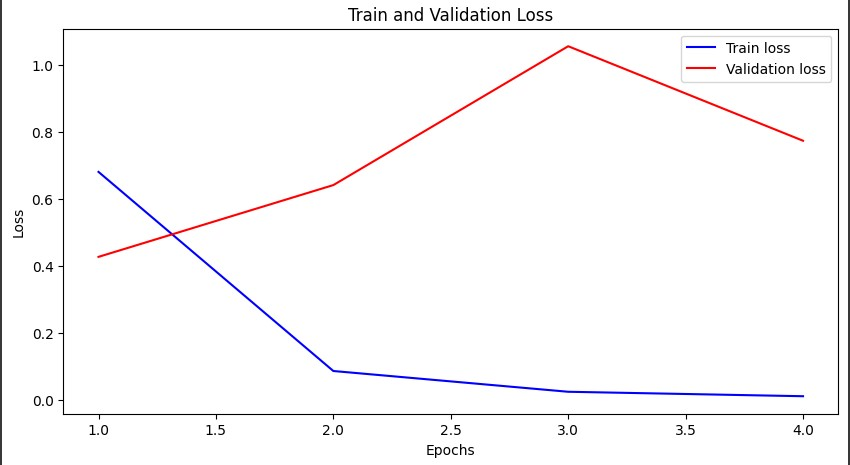 Train and Validation Loss
Train loss
Validation loss
1.0
0.8
0.6
0.4
0.2
0.0
Loss
1.0 1.5 2.0 2.5 3.0 3.5 4.0
Epochs